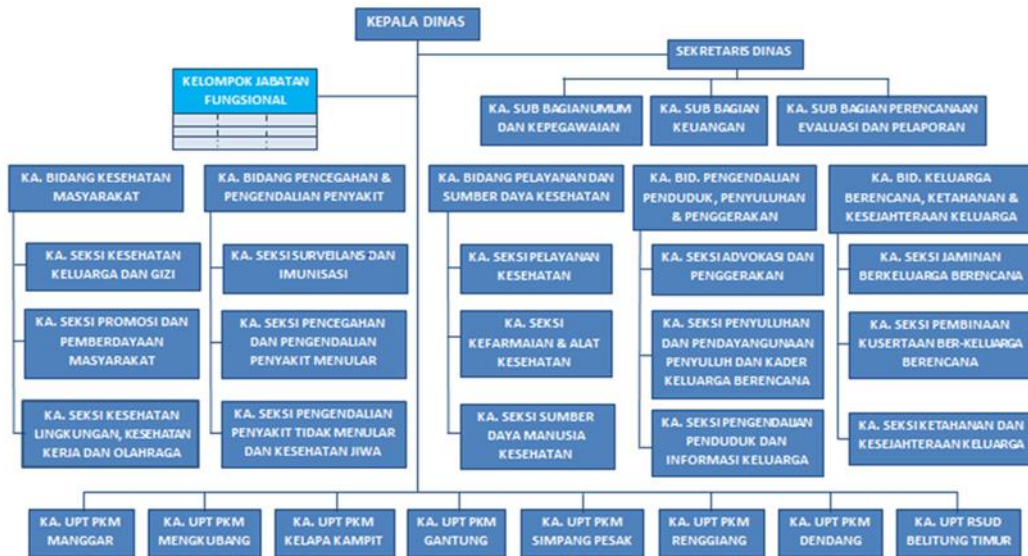 KEPALA DINAS
SEKRETARIS DINAS
KELOMPOK JABATAN
FUNGSIONAL
KA. SUB BAGIAN UMUM
DAN KEPEGAWAIAN
KA. SUB BAGIAN
KEUANGAN
KA. SUB BAGIAN PERENCANAAN
EVALUASI DAN PELAPORAN
KA. BIDANG KESEHATAN
MASYARAKAT
KA. BIDANG PENCEGAHAN &
PENGENDALIAN PENYAKIT
KA. BIDANG PELAYANAN DAN
SUMBER DAYA KESEHATAN
KA. BID. PENGENDALIAN
PENDUDUK, PENYULUHAN
& PENGGERAKAN
KA. BID. KELUARGA
BERENCANA, KETAHANAN &
KESEJAHTERAAN KELUARGA
KA. SEKSI KESEHATAN
KELUARGA DAN GIZI
KA. SEKSI SURVEILANS DAN
IMUNISASI
KA. SEKSI PELAYANAN
KESEHATAN
KA. SEKSI ADVOKASI DAN
PENGGERAKAN
KA. SEKSI JAMINAN
BERKELUARGA BERENCANA
KA. SEKSI PROMOSI DAN
PEMBERDAYAAN
MASYARAKAT
KA. SEKSI PENCEGAHAN
DAN PENGENDALIAN
PENYAKIT MENULAR
KA. SEKSI
KEFARMAIAN & ALAT
KESEHATAN
KA. SEKSI PENYULUHAN
DAN PENDAYANGUNAAN
PENYULUH DAN KADER
KELUARGA BERENCANA
KA. SEKSI PEMBINAAN
KUSERTAAN BER-KELUARGA
BERENCANA
KA. SEKSI KESEHATAN
LINGKUNGAN, KESEHATAN
KERJA DAN OLAHRAGA
KA. SEKSI PENGENDALIAN
PENYAKIT TIDAK MENULAR
DAN KESEHATAN JIWA
KA. SEKSI SUMBER
DAYA MANUSIA
KESEHATAN
KA. SEKSI PENGENDALIAN
PENDUDUK DAN
INFORMASI KELUARGA
KA. SEKSI KETAHANAN DAN
KESEJAHTERAAN KELUARGA
KA. UPT PKM
MANGGAR
KA. UPT PKM
MENGKUBANG
KA. UPT PKM
KELAPA KAMPIT
KA. UPT PKM
GANTUNG
KA. UPT PKM
SIMPANG PESAK
KA. UPT PKM
RENGGIANG
KA. UPT PKM
DENDANG
KA. UPT RSUD
BELITUNG TIMUR